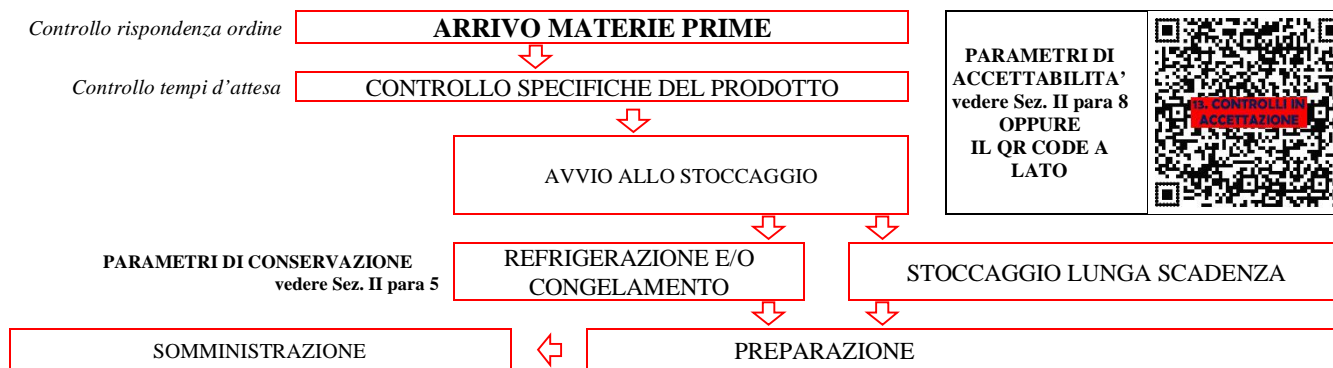 Controllo rispondenza ordine
ARRIVO MATERIE PRIME
Controllo tempi d'attesa
CONTROLLO SPECIFICHE DEL PRODOTTO
PARAMETRI DI
ACCETTABILITA’
vedere Sez. II para 8
OPPURE
IL QR CODE A
LATO
13. CONTROLLI IN
ACCETTAZIONE
AVVIO ALLO STOCCAGGIO
PARAMETRI DI CONSERVAZIONE
vedere Sez. II para 5
REFRIGERAZIONE E/O
CONGELAMENTO
STOCCAGGIO LUNGA SCADENZA
SOMMINISTRAZIONE
PREPARAZIONE